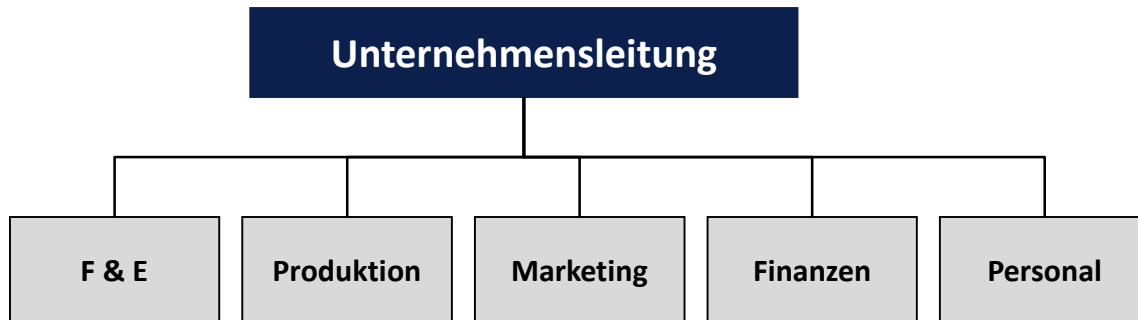 Unternehmensleitung
F & E
Produktion
Marketing
Finanzen
Personal